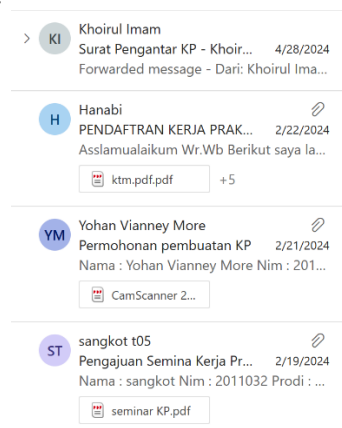 KI
Khoirul Imam
Surat Pengantar KP - Khoir... 4/28/2024
Forwarded message - Dari: Khoirul Ima...
H
Hanabi
PENDAFTRAN KERJA PRAK... 2/22/2024
Asslamualaikum Wr.Wb Berikut saya la...
ktm.pdf.pdf +5
YM
Yohan Vianney More
Permohonan pembuatan KP 2/21/2024
Nama : Yohan Vianney More Nim : 201...
CamScanner 2...
ST
sangkot t05
Pengajuan Semina Kerja Pr... 2/19/2024
Nama : sangkot Nim : 2011032 Prodi : ...
seminar KP.pdf